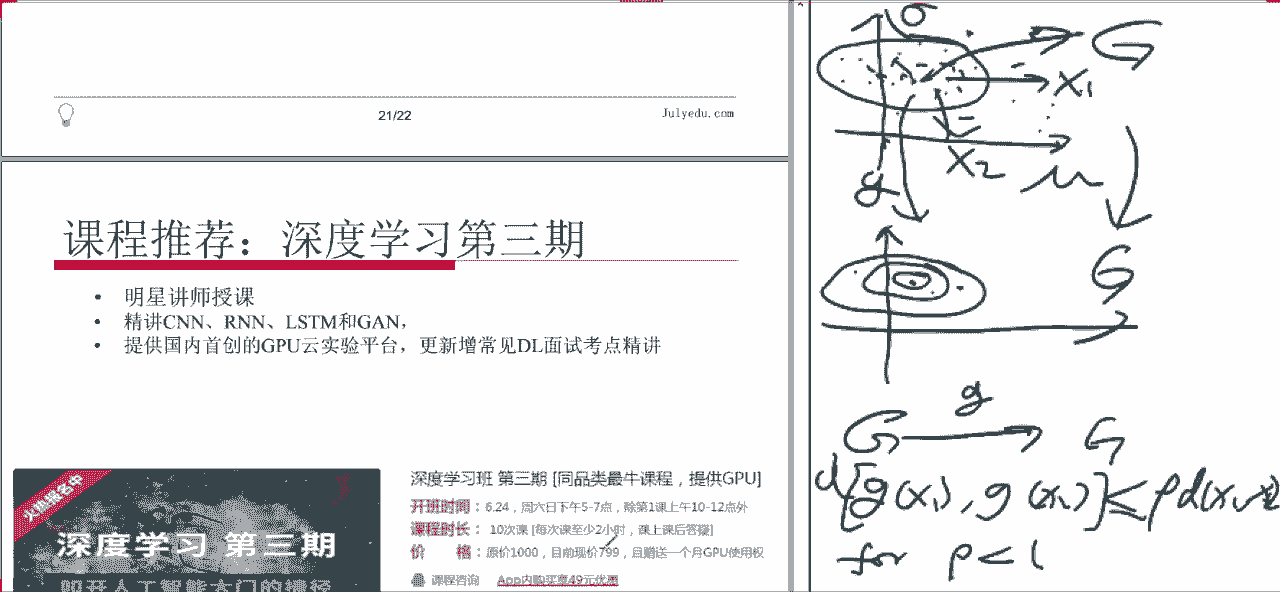 21/22
Julyedu.com
课程推荐：深度学习第三期
• 明星讲师授课
• 精讲CNN、RNN、LSTM和GAN，
• 提供国内首创的GPU云实验平台，更新增常见DL面试考点精讲
火热报名中
深度学习 第三期
叩开人工智能大门的捷径
深度学习班 第三期 [同品类最牛课程，提供GPU]
开班时间：6.24，周六日下午5-7点，除第1课上午10-12点外
课程时长： 10次课 [每次课至少2小时，课上课后答疑]
价 格：原价1000，目前现价799，且赠送一个月GPU使用权
课程咨询 App内购买享49元优惠
σ
G
X₁
X₂
μ
g
G
g
G G
d[g(x₁), g(x₂)] ≤ ρ d(x₁,x₂
for ρ < 1